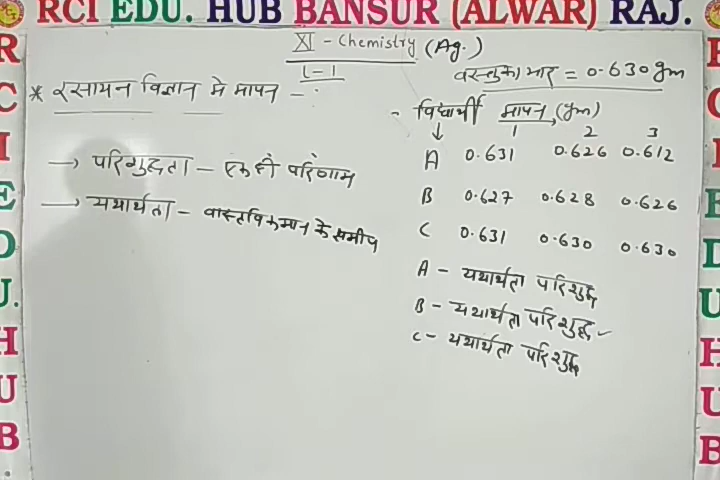 RCI EDU. HUB BANSUR (ALWAR) RAJ.
XI - Chemistry (Ag.)
L-1
वस्तु का भार = 0.630 gm
* रसायन विज्ञान मे मापन -
- विद्यार्थी मापन (gm)
1 2 3
A 0.631 0.626 0.612
→ परिशुद्धता - एक ही परिणाम
B 0.627 0.628 0.626
→ यथार्थता - वास्तविक मान के समीप
C 0.631 0.630 0.630
A - यथार्थता परिशुद्ध
B - यथार्थता परिशुद्ध ✓
C - यथार्थता परिशुद्ध
RCI EDU. HUB
R
C
I
E
D
U
H
U
B